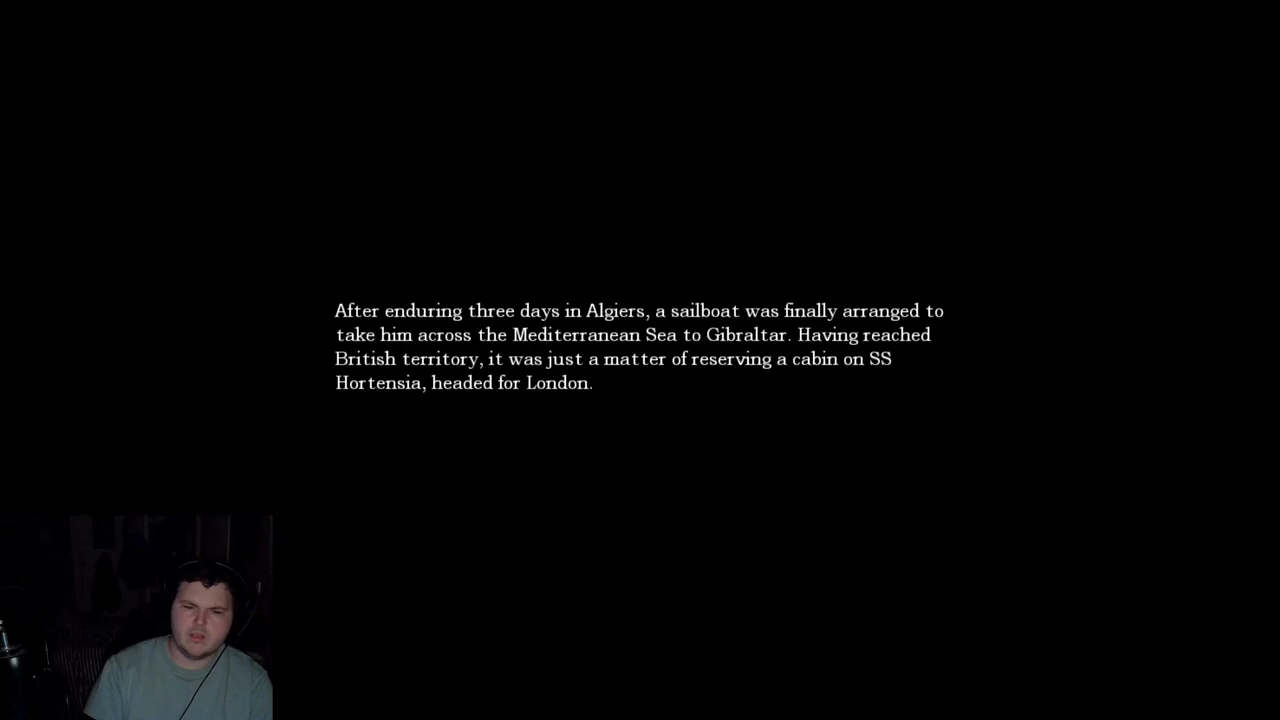 After enduring three days in Algiers, a sailboat was finally arranged to
take him across the Mediterranean Sea to Gibraltar. Having reached
British territory, it was just a matter of reserving a cabin on SS
Hortensia, headed for London.